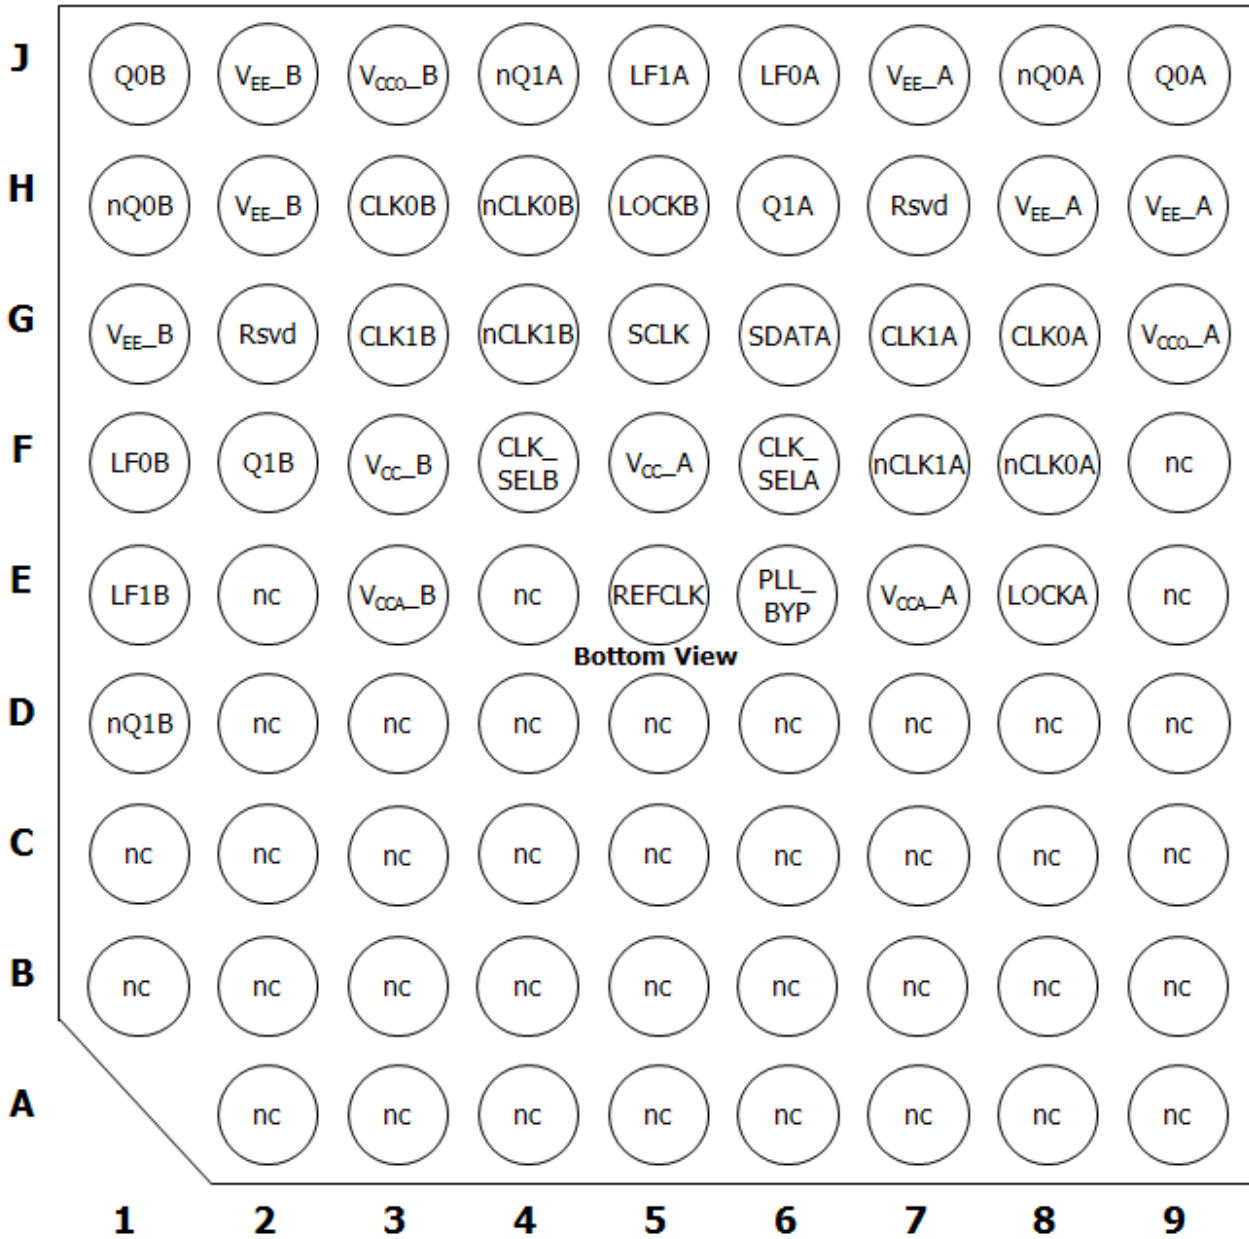 J Q0B VEE_B VCCO_B nQ1A LF1A LF0A VEE_A nQ0A Q0A
H nQ0B VEE_B CLK0B nCLK0B LOCKB Q1A Rsvd VEE_A VEE_A
G VEE_B Rsvd CLK1B nCLK1B SCLK SDATA CLK1A CLK0A VCCO_A
F LF0B Q1B VCC_B CLK_ SELB VCC_A CLK_ SELA nCLK1A nCLK0A nc
E LF1B nc VCCA_B nc REFCLK PLL_ BYP VCCA_A LOCKA nc
Bottom View
D nQ1B nc nc nc nc nc nc nc nc
C nc nc nc nc nc nc nc nc nc
B nc nc nc nc nc nc nc nc nc
A nc nc nc nc nc nc nc nc
1 2 3 4 5 6 7 8 9